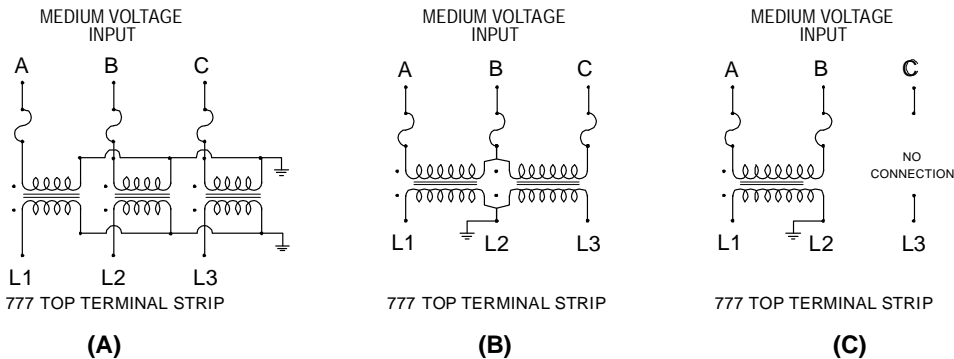 MEDIUM VOLTAGE
INPUT
A B C
L1 L2 L3
777 TOP TERMINAL STRIP
(A)
MEDIUM VOLTAGE
INPUT
A B C
L1 L2 L3
777 TOP TERMINAL STRIP
(B)
MEDIUM VOLTAGE
INPUT
A B C
NO
CONNECTION
L1 L2 L3
777 TOP TERMINAL STRIP
(C)